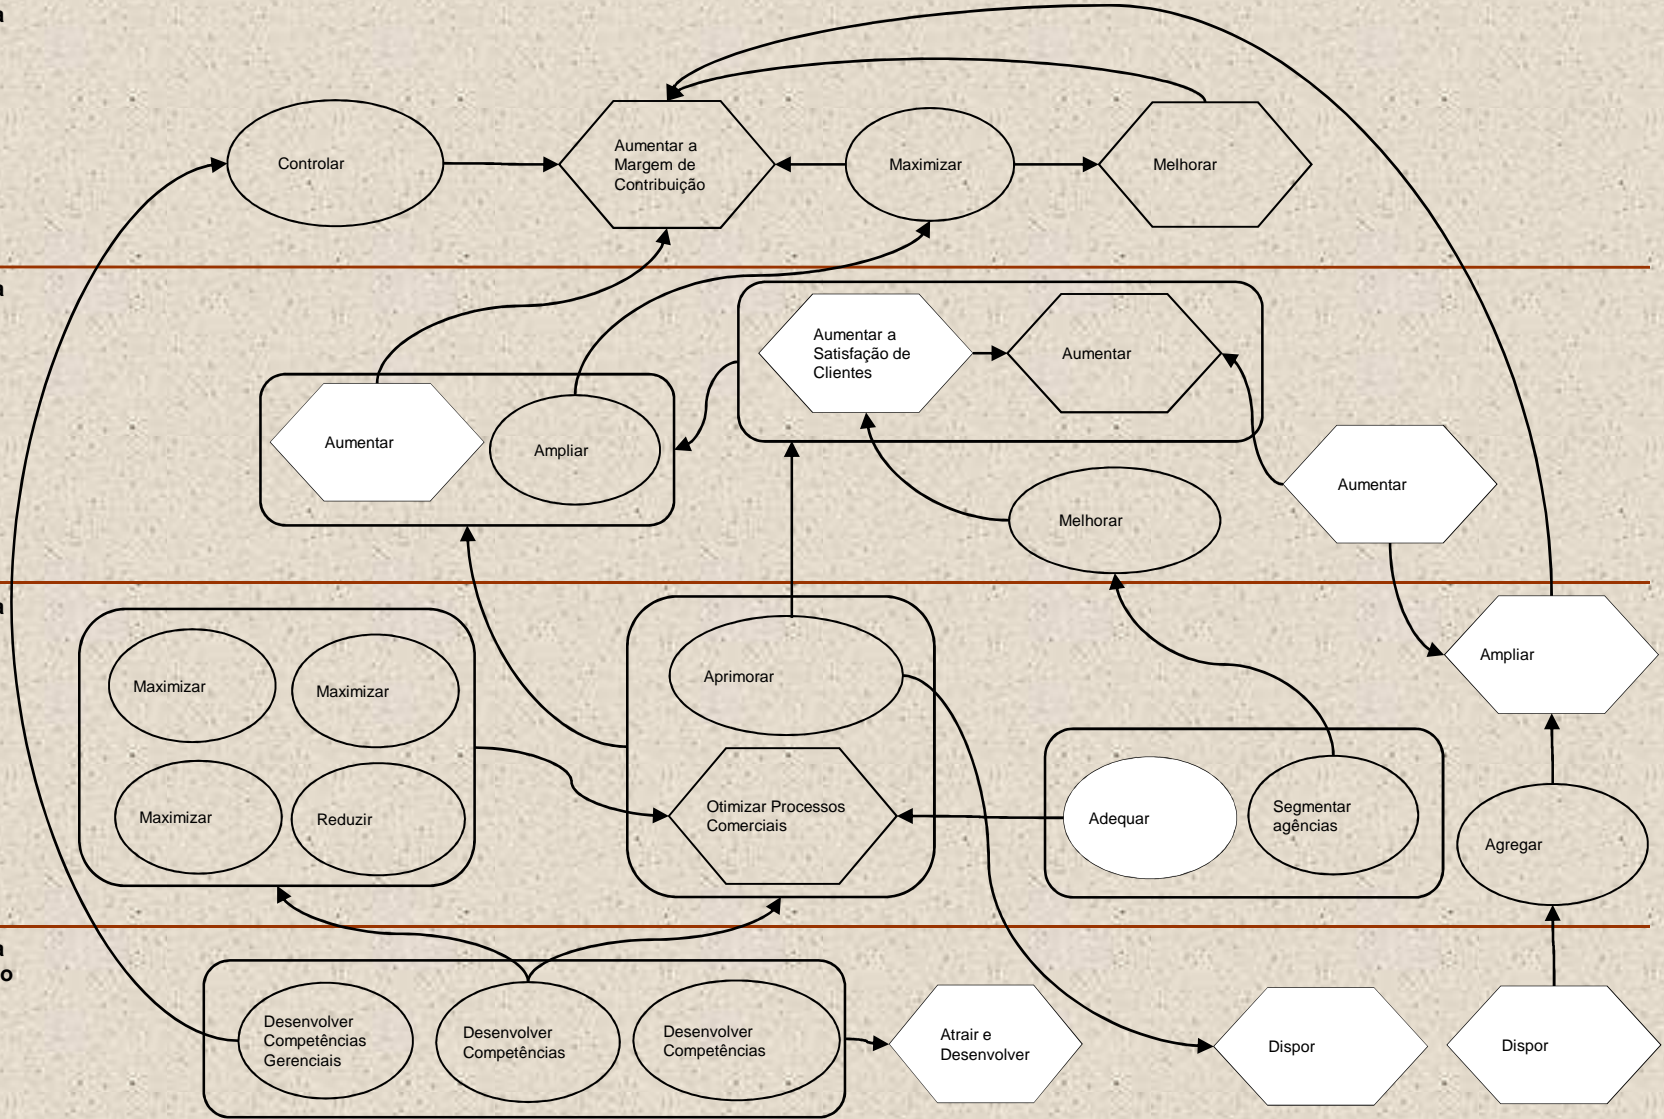 a
Controlar
Aumentar a
Margem de
Contribuição
Maximizar
Melhorar
a
Aumentar a
Satisfação de
Clientes
Aumentar
Aumentar
Ampliar
Aumentar
Melhorar
a
Maximizar
Maximizar
Aprimorar
Ampliar
Maximizar
Reduzir
Otimizar Processos
Comerciais
Adequar
Segmentar
agências
Agregar
a
o
Desenvolver
Competências
Gerenciais
Desenvolver
Competências
Desenvolver
Competências
Atrair e
Desenvolver
Dispor
Dispor